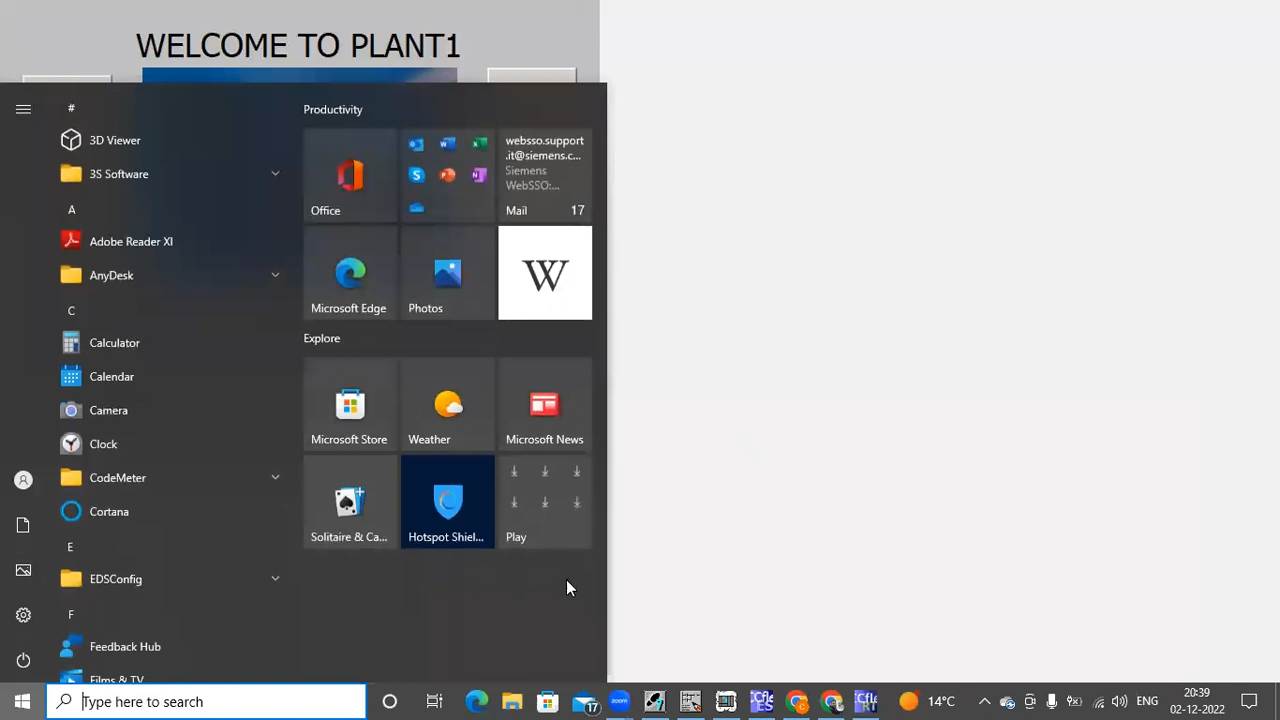 WELCOME TO PLANT1
#
3D Viewer
3S Software
A
Adobe Reader XI
AnyDesk
C
Calculator
Calendar
Camera
Clock
CodeMeter
Cortana
E
EDSConfig
F
Feedback Hub
Films & TV
Productivity
Office
websso.support
.it@siemens.c...
Siemens
WebSSO:...
Mail 17
Microsoft Edge
Photos
W
Explore
Microsoft Store
Weather
Microsoft News
Solitaire & Ca...
Hotspot Shiel...
Play
Type here to search
17
zoom
14°C
ENG
20:39
02-12-2022